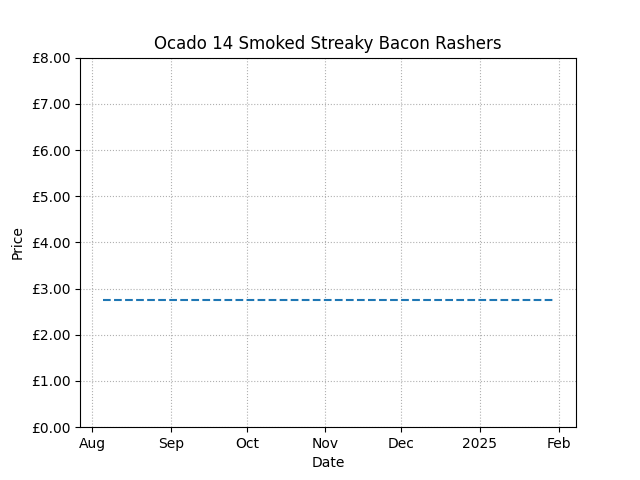 Ocado 14 Smoked Streaky Bacon Rashers
£8.00
£7.00
£6.00
£5.00
£4.00
£3.00
£2.00
£1.00
£0.00
Price
Aug Sep Oct Nov Dec 2025 Feb
Date